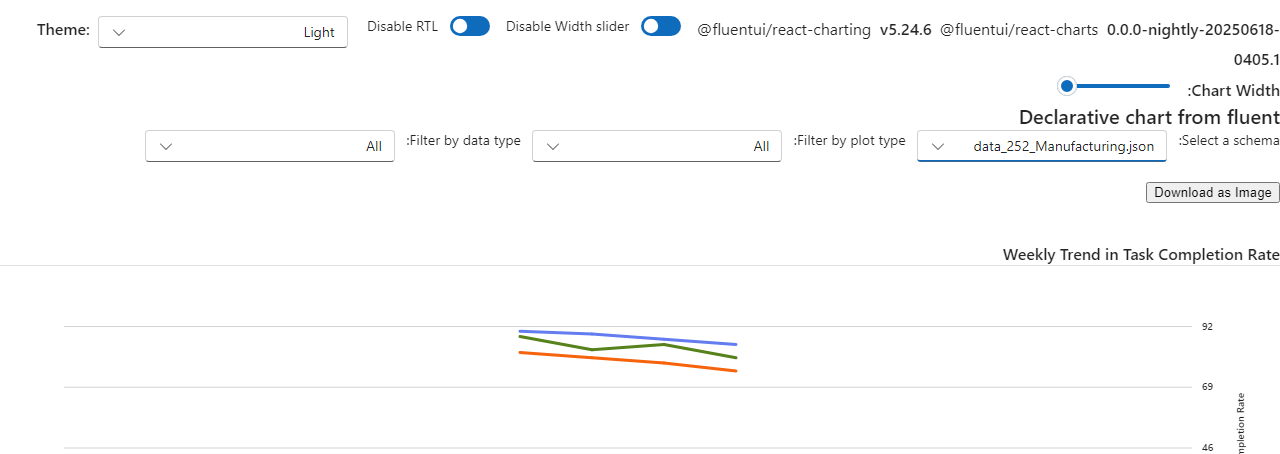 Theme: Light Disable RTL Disable Width slider @fluentui/react-charting v5.24.6 @fluentui/react-charts 0.0.0-nightly-20250618-
0405.1
:Chart Width
Declarative chart from fluent
:Select a schema data_252_Manufacturing.json :Filter by plot type All :Filter by data type All
Download as Image
Weekly Trend in Task Completion Rate
92
69
46
Rate